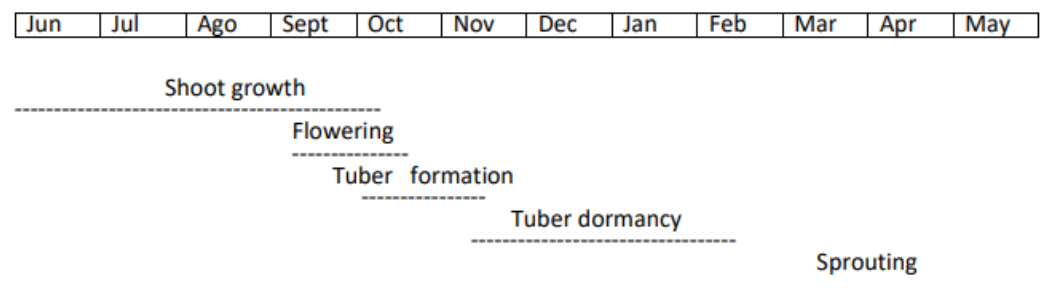 Jun Jul Ago Sept Oct Nov Dec Jan Feb Mar Apr May
Shoot growth
Flowering
Tuber formation
Tuber dormancy
Sprouting